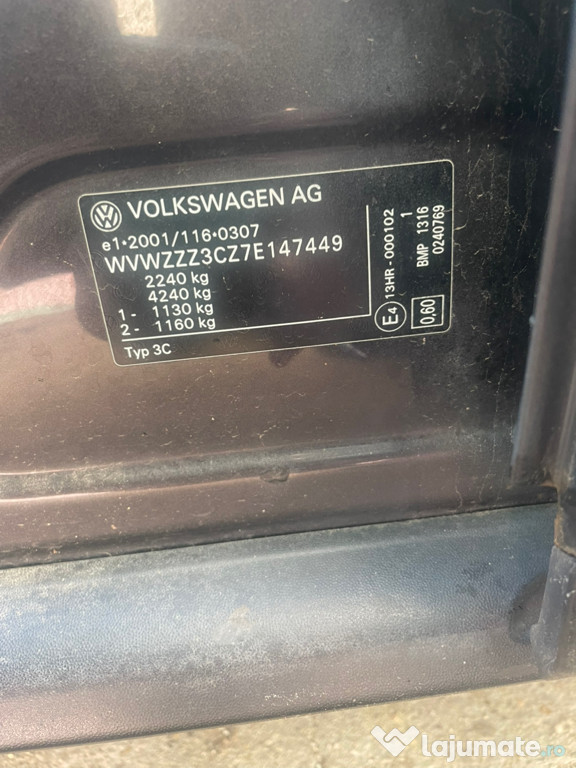 VOLKSWAGEN AG
e1*2001/116*0307
WVWZZZ3CZ7E147449
2240 kg
4240 kg
1- 1130 kg
2- 1160 kg
Typ 3C
E4 13HR-000102
0,60 BMP 1316 1
0240769
lajumate.ro